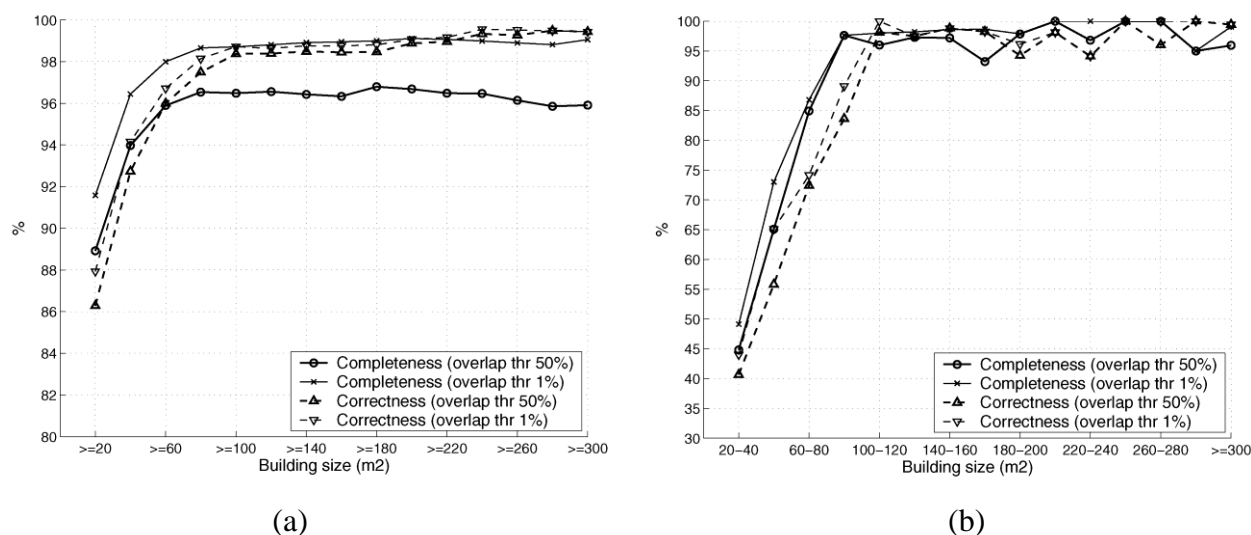 100
98
96
94
92
90
88
86
84
82
80
%
>=20 >=60 >=100 >=140 >=180 >=220 >=260 >=300
Building size (m2)
Completeness (overlap thr 50%)
Completeness (overlap thr 1%)
Correctness (overlap thr 50%)
Correctness (overlap thr 1%)
(a)
100
95
90
85
80
75
70
65
60
55
50
45
40
35
30
%
20−40 60−80 100−120 140−160 180−200 220−240 260−280 >=300
Building size (m2)
Completeness (overlap thr 50%)
Completeness (overlap thr 1%)
Correctness (overlap thr 50%)
Correctness (overlap thr 1%)
(b)